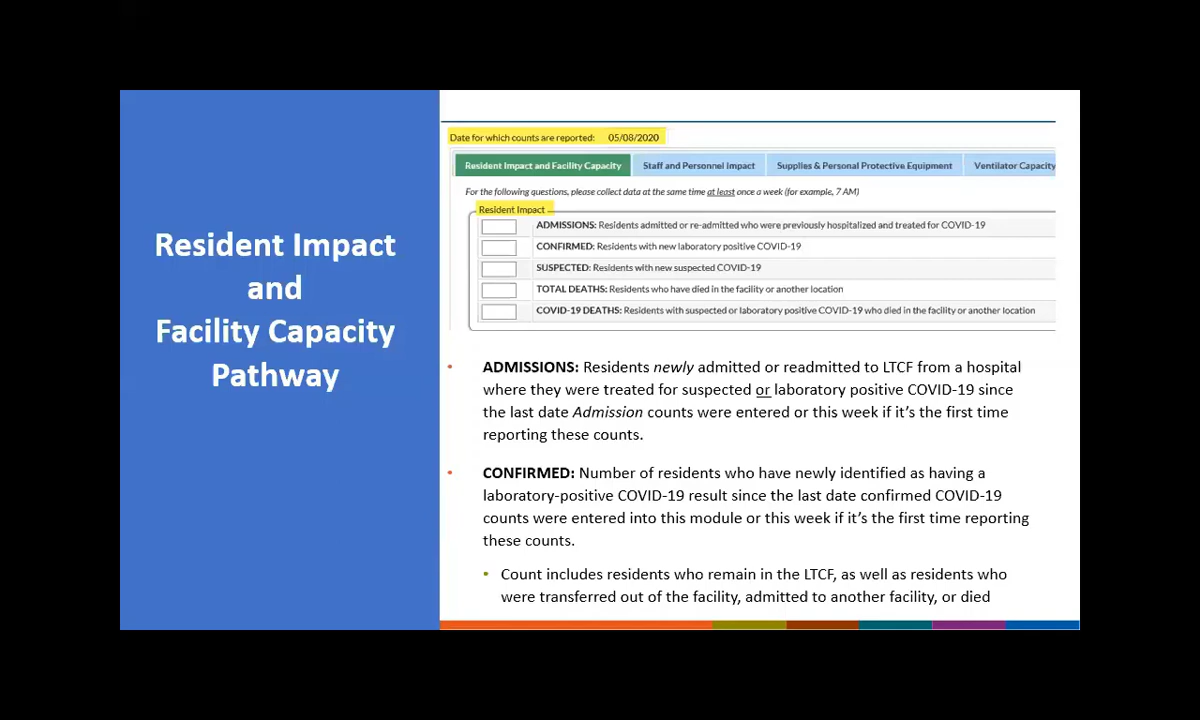 Resident Impact
and
Facility Capacity
Pathway
Date for which counts are reported: 05/08/2020
Resident Impact and Facility Capacity Staff and Personnel Impact Supplies & Personal Protective Equipment Ventilator Capacity
For the following questions, please collect data at the same time at least once a week (for example, 7 AM)
Resident Impact
ADMISSIONS: Residents admitted or re-admitted who were previously hospitalized and treated for COVID-19
CONFIRMED: Residents with new laboratory positive COVID-19
SUSPECTED: Residents with new suspected COVID-19
TOTAL DEATHS: Residents who have died in the facility or another location
COVID-19 DEATHS: Residents with suspected or laboratory positive COVID-19 who died in the facility or another location
• ADMISSIONS: Residents newly admitted or readmitted to LTCF from a hospital
where they were treated for suspected or laboratory positive COVID-19 since
the last date Admission counts were entered or this week if it’s the first time
reporting these counts.
• CONFIRMED: Number of residents who have newly identified as having a
laboratory-positive COVID-19 result since the last date confirmed COVID-19
counts were entered into this module or this week if it’s the first time reporting
these counts.
• Count includes residents who remain in the LTCF, as well as residents who
were transferred out of the facility, admitted to another facility, or died